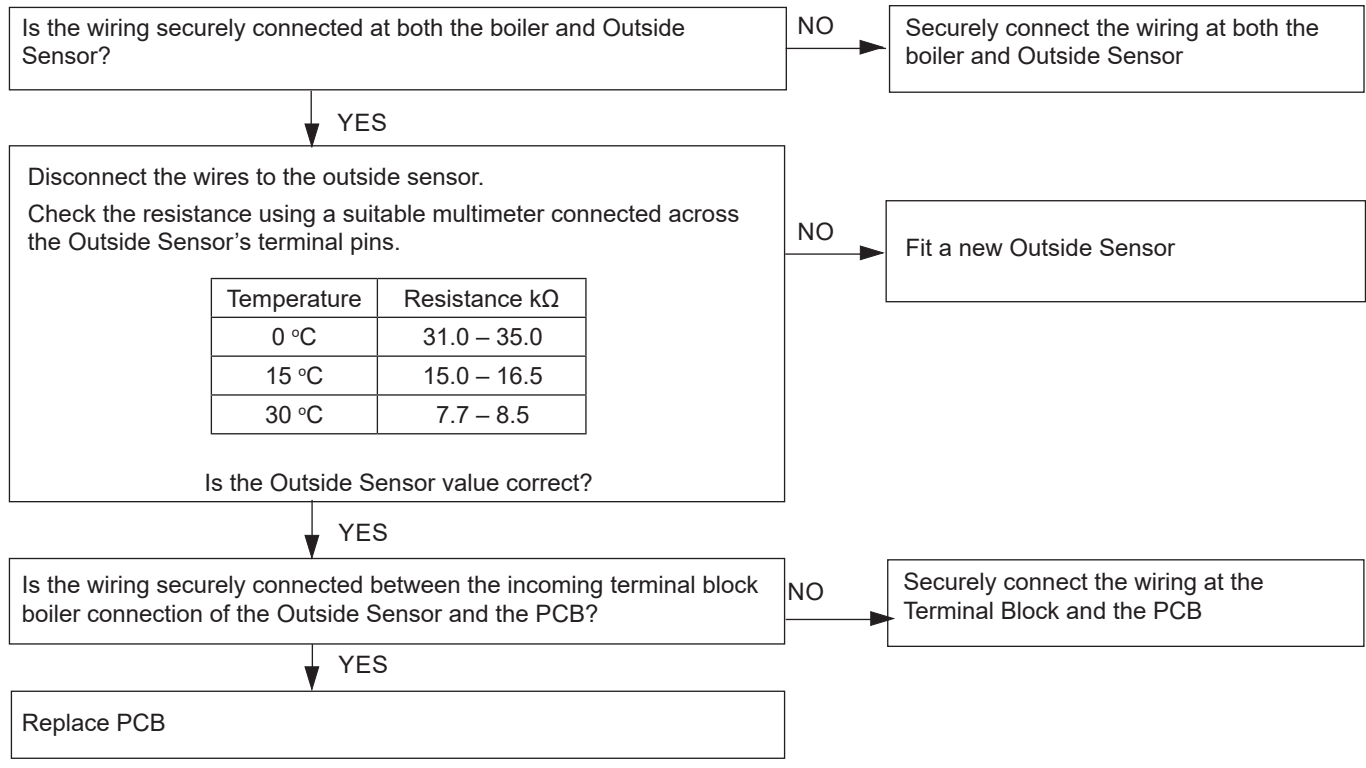 Is the wiring securely connected at both the boiler and Outside
Sensor?
NO
Securely connect the wiring at both the
boiler and Outside Sensor
YES
Disconnect the wires to the outside sensor.
Check the resistance using a suitable multimeter connected across
the Outside Sensor’s terminal pins.
Temperature Resistance kΩ
0 °C 31.0 – 35.0
15 °C 15.0 – 16.5
30 °C 7.7 – 8.5
Is the Outside Sensor value correct?
NO
Fit a new Outside Sensor
YES
Is the wiring securely connected between the incoming terminal block
boiler connection of the Outside Sensor and the PCB?
NO
Securely connect the wiring at the
Terminal Block and the PCB
YES
Replace PCB